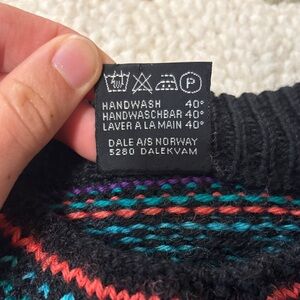 P
HANDWASH 40°
HANDWASCHBAR 40°
LAVER A LA MAIN 40°
DALE A/S NORWAY
5280 DALEKVAM